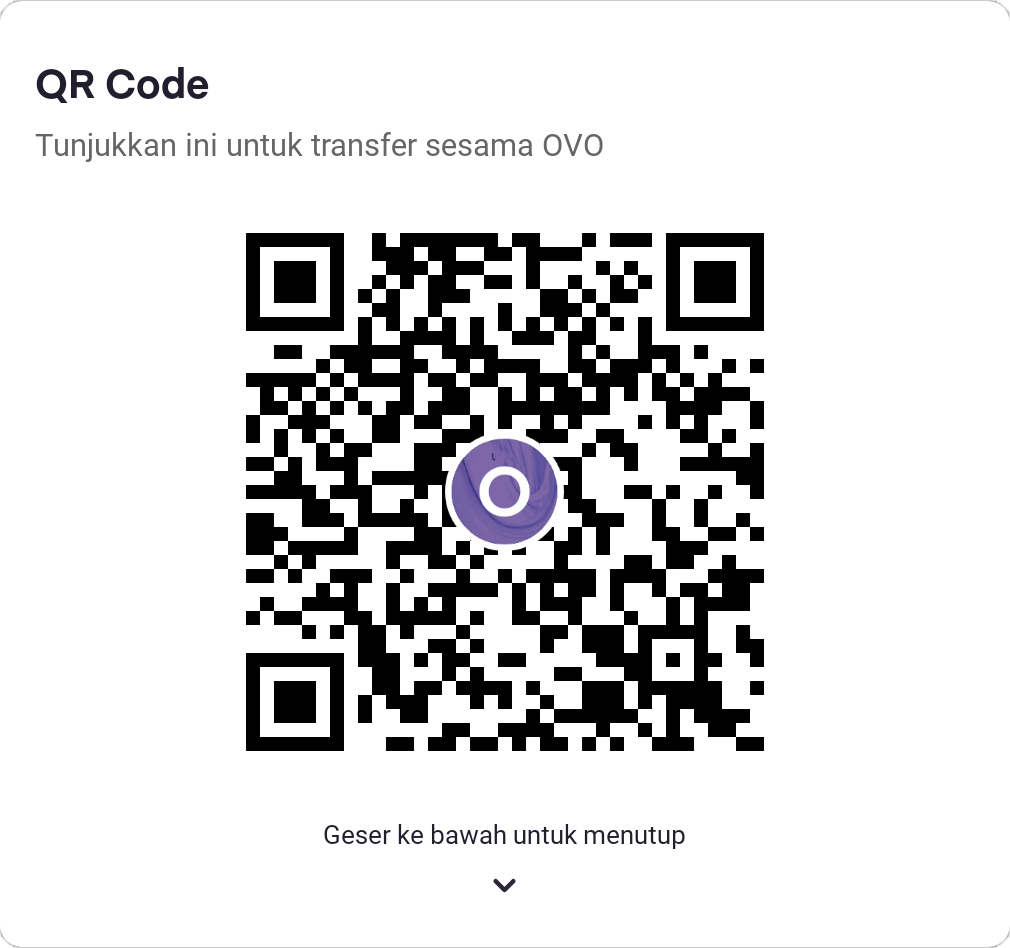 QR Code
Tunjukkan ini untuk transfer sesama OVO
Geser ke bawah untuk menutup